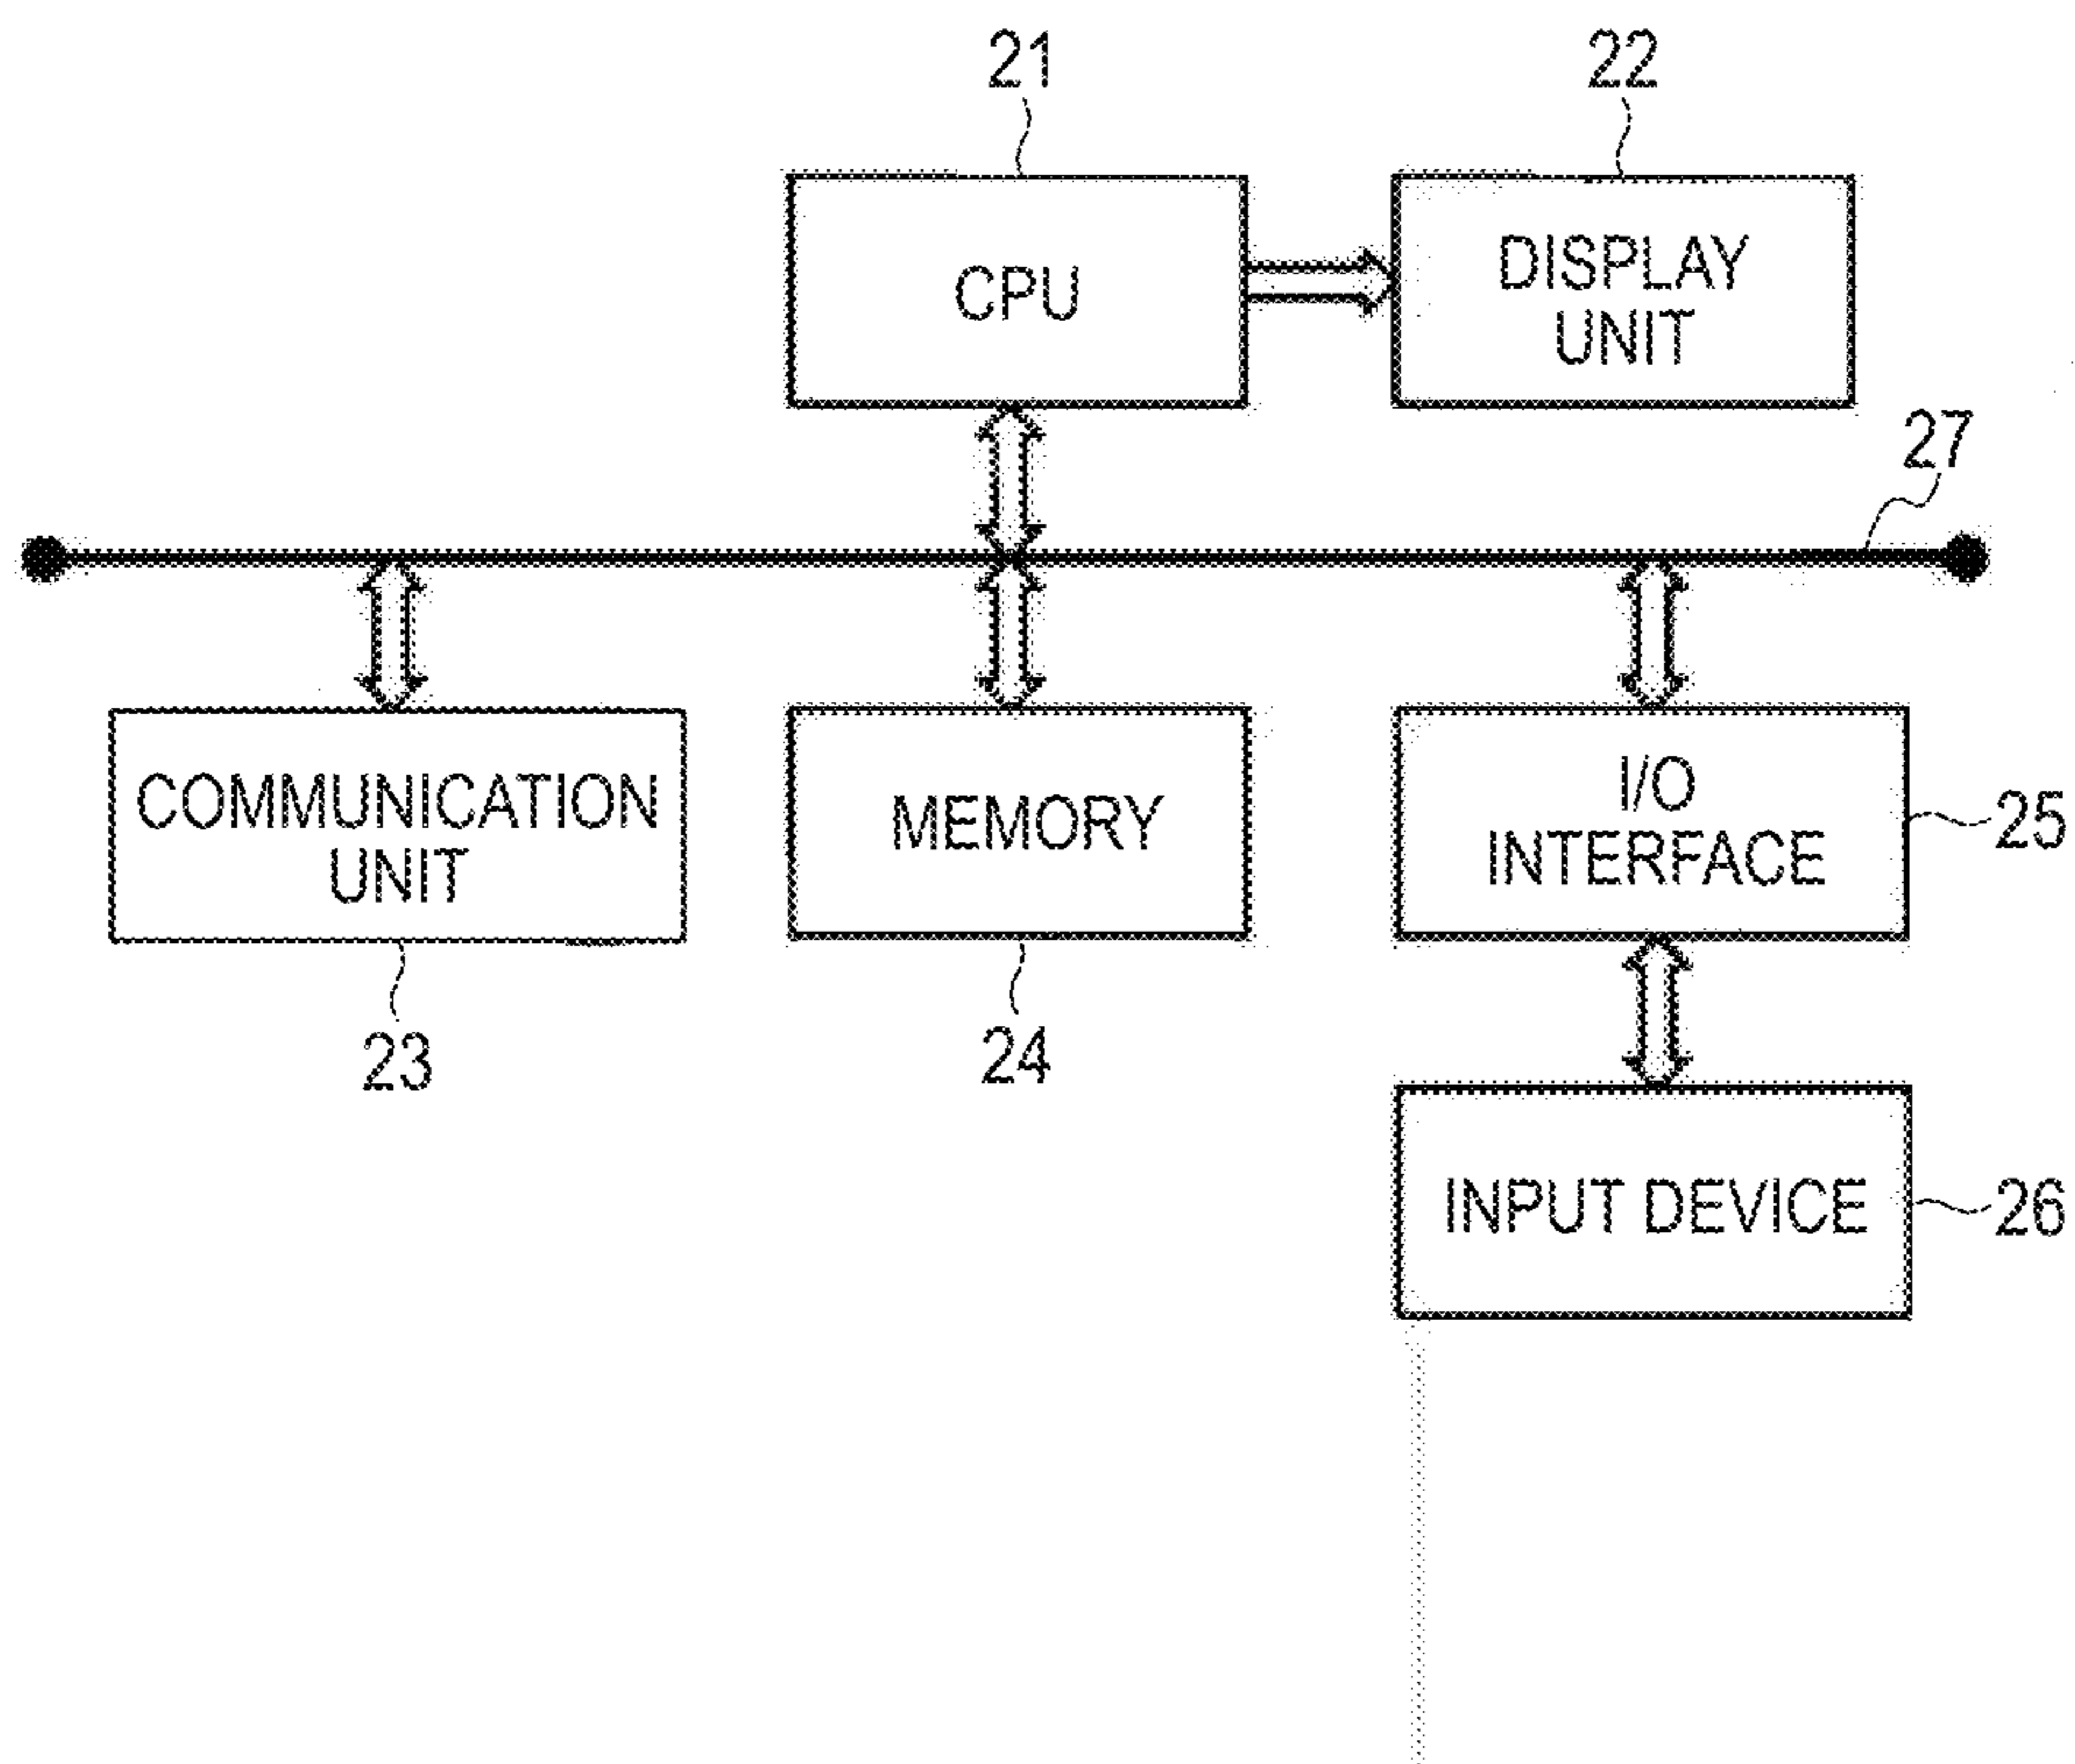 21
22
CPU
DISPLAY
UNIT
27
COMMUNICATION
UNIT
MEMORY
I/O
INTERFACE
25
23
24
INPUT DEVICE
26